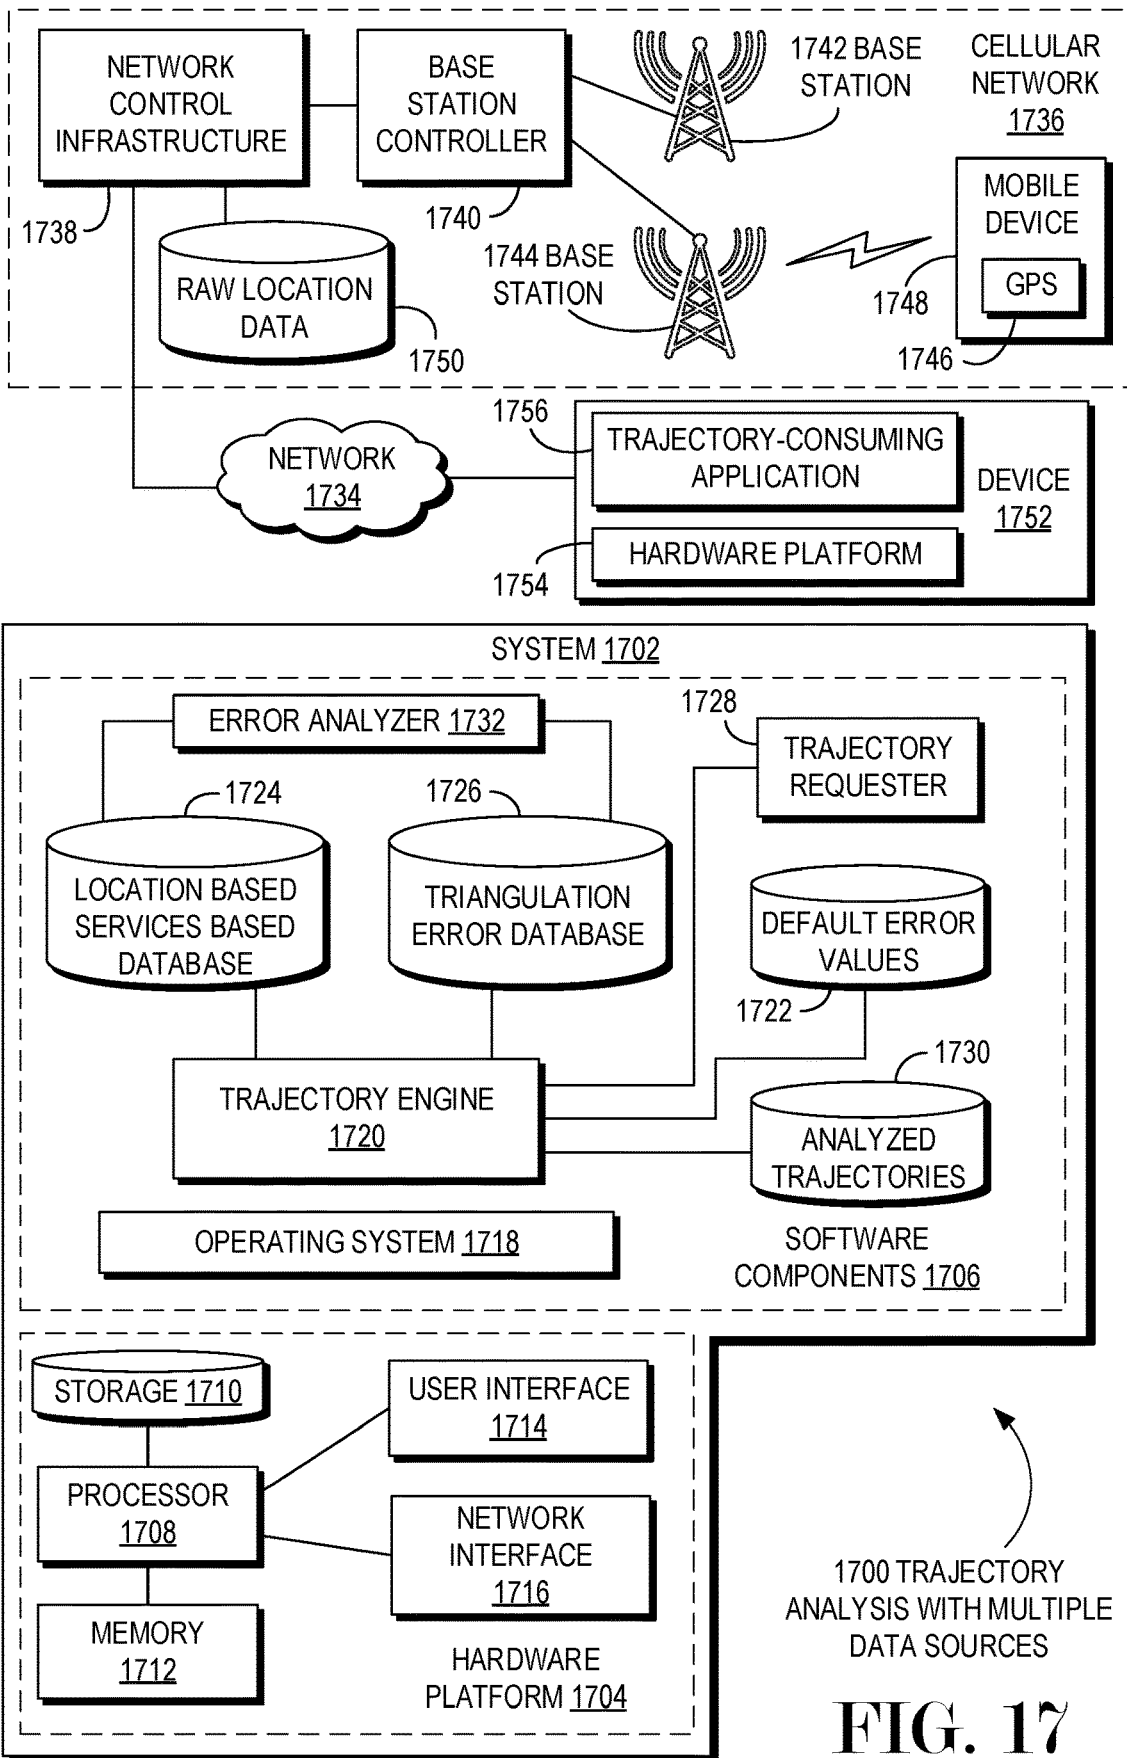 NETWORK
CONTROL
INFRASTRUCTURE
1738
BASE
STATION
CONTROLLER
1740
1742 BASE
STATION
CELLULAR
NETWORK
1736
RAW LOCATION
DATA
1750
1744 BASE
STATION
MOBILE
DEVICE
GPS
1748
1746
NETWORK
1734
1756
TRAJECTORY-CONSUMING
APPLICATION
DEVICE
1752
HARDWARE PLATFORM
1754
SYSTEM 1702
ERROR ANALYZER 1732
1728
TRAJECTORY
REQUESTER
1724
LOCATION BASED
SERVICES BASED
DATABASE
1726
TRIANGULATION
ERROR DATABASE
DEFAULT ERROR
VALUES
1722
TRAJECTORY ENGINE
1720
1730
ANALYZED
TRAJECTORIES
OPERATING SYSTEM 1718
SOFTWARE
COMPONENTS 1706
STORAGE 1710
USER INTERFACE
1714
PROCESSOR
1708
NETWORK
INTERFACE
1716
MEMORY
1712
HARDWARE
PLATFORM 1704
1700 TRAJECTORY
ANALYSIS WITH MULTIPLE
DATA SOURCES
FIG. 17